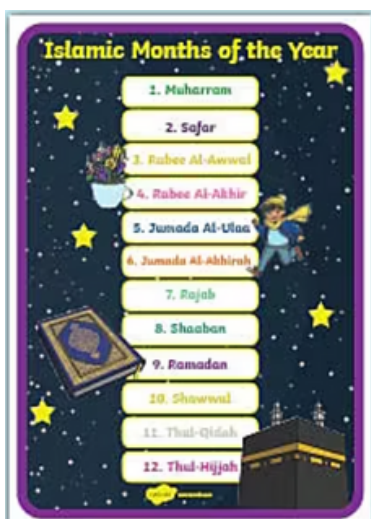 Islamic Months of the Year
1. Muharram
2. Safar
3. Rabee Al-Awwal
4. Rabee Al-Akhir
5. Jumada Al-Ulaa
6. Jumada Al-Akhirah
7. Rajab
8. Shaaban
9. Ramadan
10. Shawwal
11. Thul-Qidah
12. Thul-Hijjah